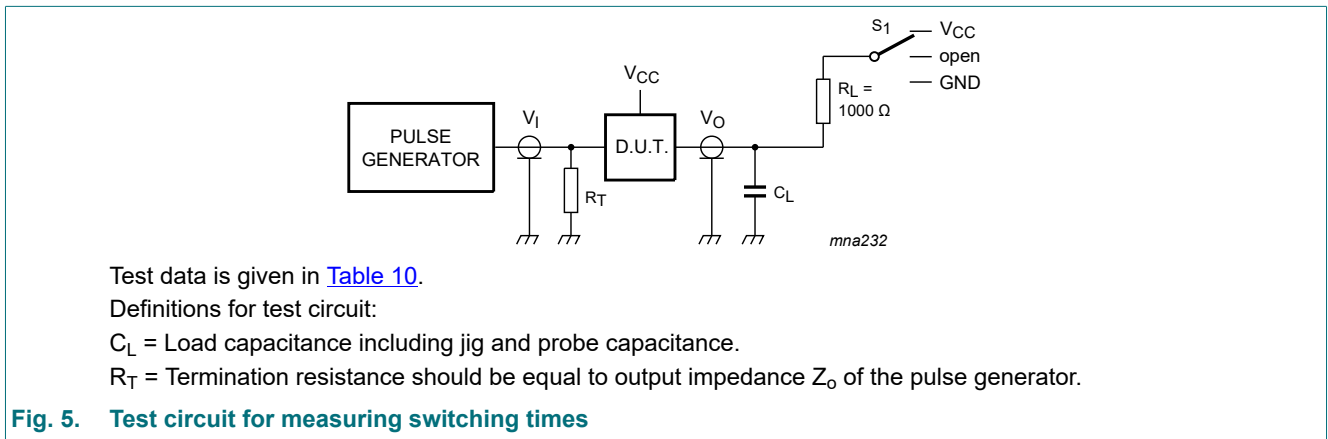 S1
VCC
open
GND
RL =
1000 Ω
VCC
PULSE
GENERATOR
VI
D.U.T.
VO
RT
CL
mna232
Test data is given in Table 10.
Definitions for test circuit:
CL = Load capacitance including jig and probe capacitance.
RT = Termination resistance should be equal to output impedance Zo of the pulse generator.
Fig. 5. Test circuit for measuring switching times